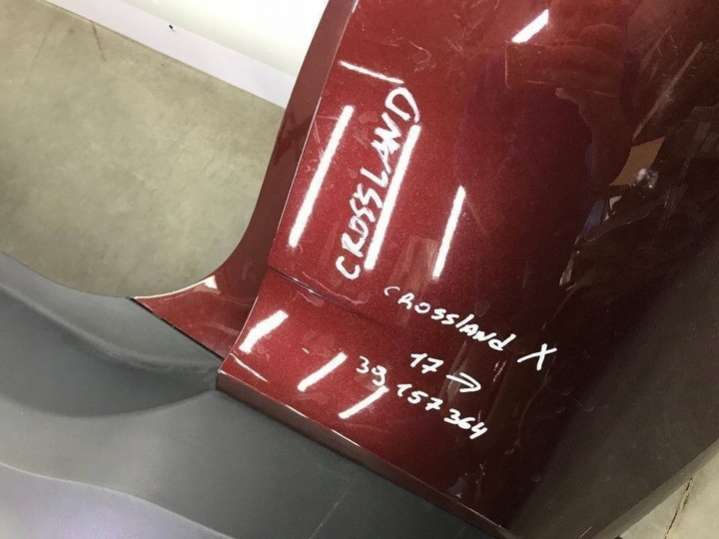 CROSSLAND
CROSSLAND X
17 →
39 157 364